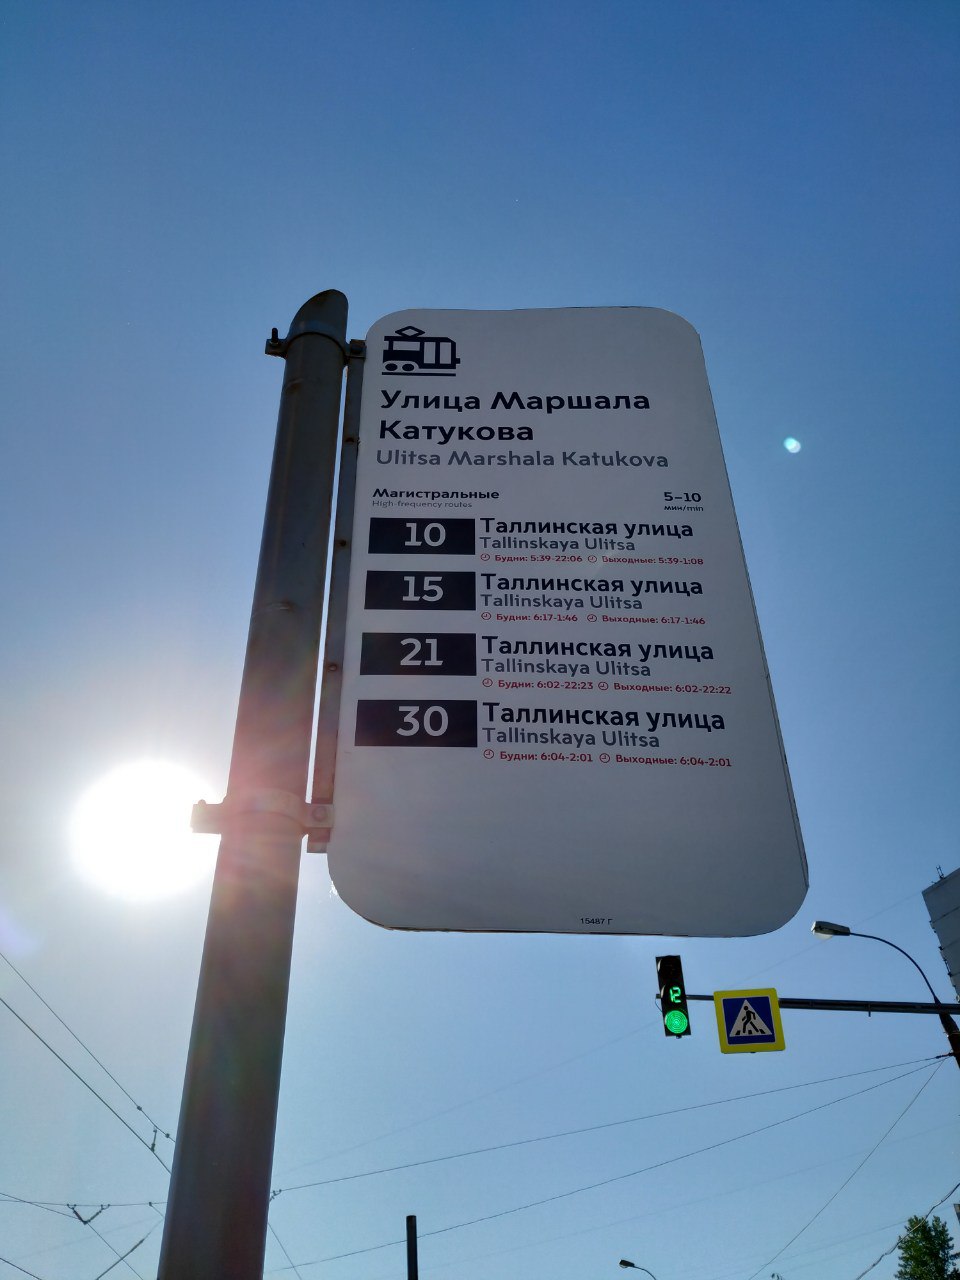 Улица Маршала
Катукова
Ulitsa Marshala Katukova
Магистральные 5–10
High-frequency routes мин/min
10 Таллинская улица
Tallinskaya Ulitsa
Будни: 5:39-22:06 Выходные: 5:39-1:08
15 Таллинская улица
Tallinskaya Ulitsa
Будни: 6:17-1:46 Выходные: 6:17-1:46
21 Таллинская улица
Tallinskaya Ulitsa
Будни: 6:02-22:23 Выходные: 6:02-22:22
30 Таллинская улица
Tallinskaya Ulitsa
Будни: 6:04-2:01 Выходные: 6:04-2:01
15487 Г
12